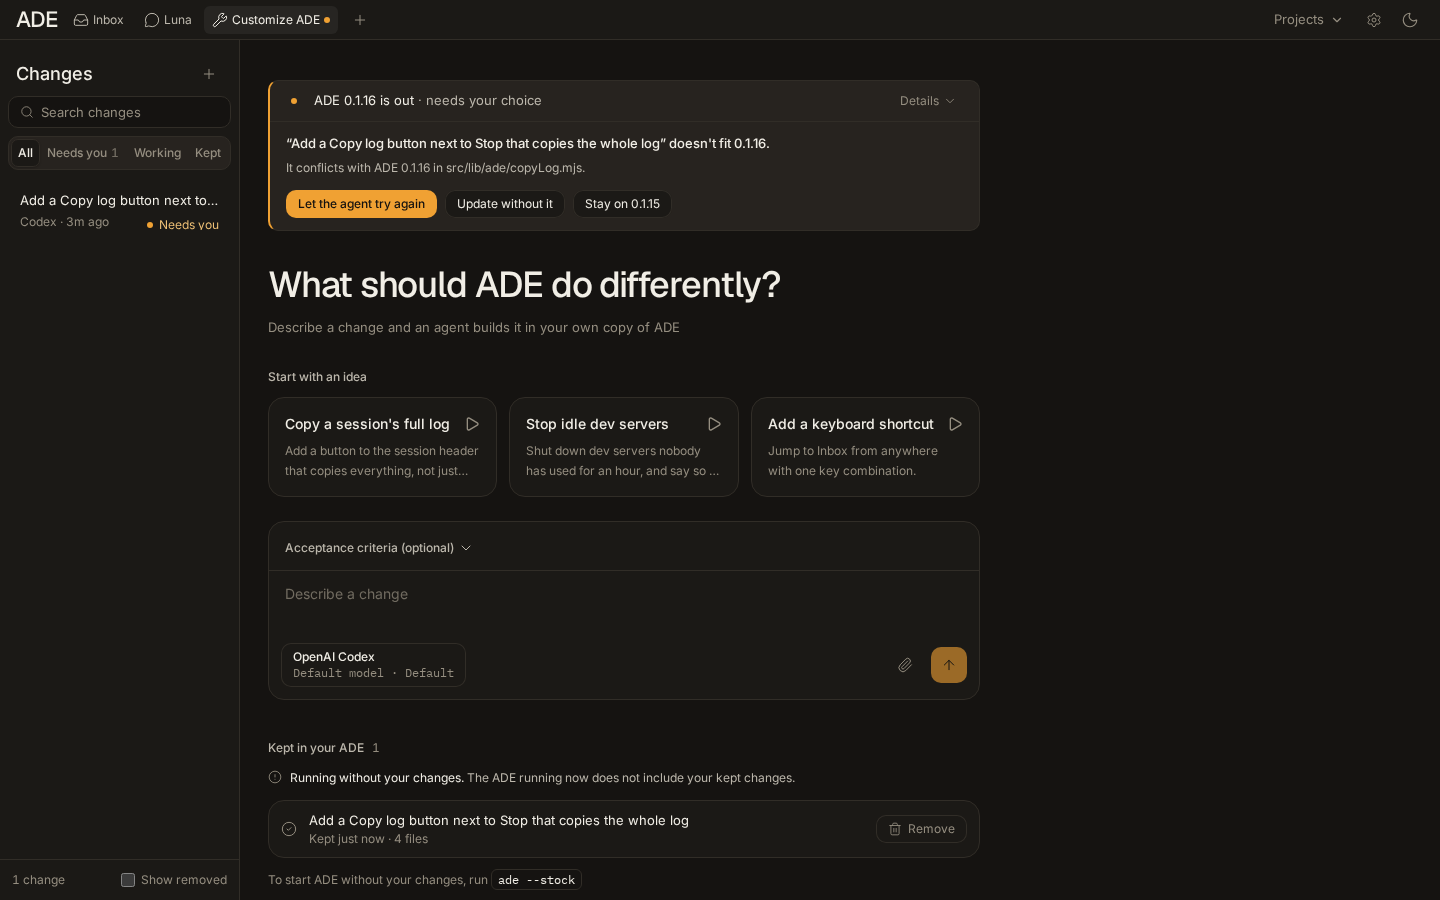 ADE
Inbox
Luna
Customize ADE
Projects
Changes
Search changes
All
Needs you 1
Working
Kept
Add a Copy log button next to...
Codex · 3m ago
Needs you
1 change
Show removed
ADE 0.1.16 is out · needs your choice
Details
“Add a Copy log button next to Stop that copies the whole log” doesn't fit 0.1.16.
It conflicts with ADE 0.1.16 in src/lib/ade/copyLog.mjs.
Let the agent try again
Update without it
Stay on 0.1.15
What should ADE do differently?
Describe a change and an agent builds it in your own copy of ADE
Start with an idea
Copy a session's full log
Add a button to the session header
that copies everything, not just...
Stop idle dev servers
Shut down dev servers nobody
has used for an hour, and say so ...
Add a keyboard shortcut
Jump to Inbox from anywhere
with one key combination.
Acceptance criteria (optional)
Describe a change
OpenAI Codex
Default model · Default
Kept in your ADE 1
Running without your changes. The ADE running now does not include your kept changes.
Add a Copy log button next to Stop that copies the whole log
Kept just now · 4 files
Remove
To start ADE without your changes, run ade --stock